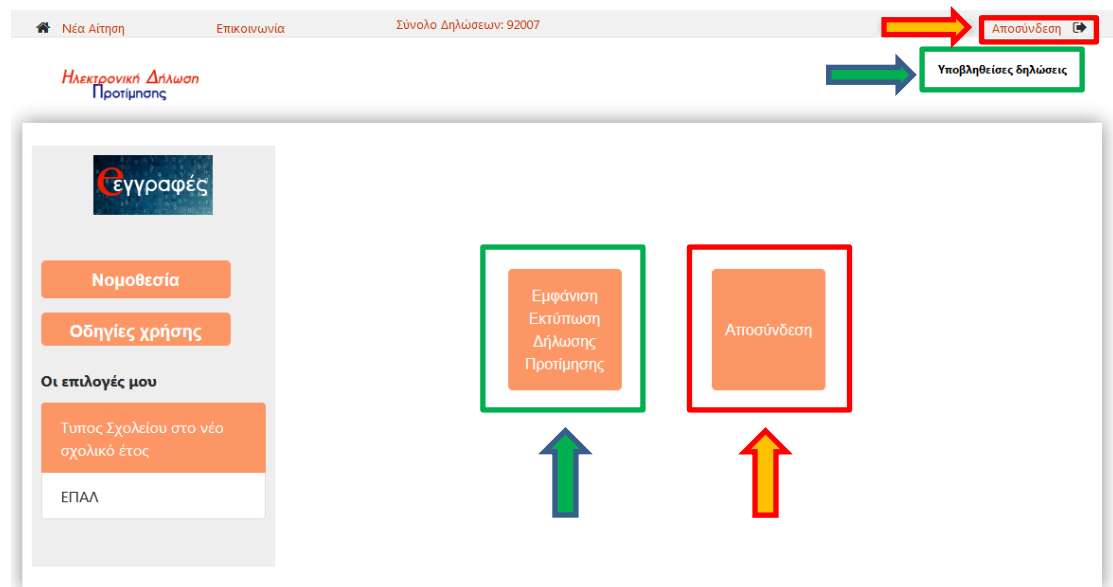 Νέα Αίτηση Επικοινωνία Σύνολο Δηλώσεων: 92007 Αποσύνδεση
Υποβληθείσες δηλώσεις
Ηλεκτρονική Δήλωση
Προτίμησης
eεγγραφές
Νομοθεσία
Οδηγίες χρήσης
Οι επιλογές μου
Τυπος Σχολείου στο νέο
σχολικό έτος
ΕΠΑΛ
Εμφάνιση
Εκτύπωση
Δήλωσης
Προτίμησης
Αποσύνδεση